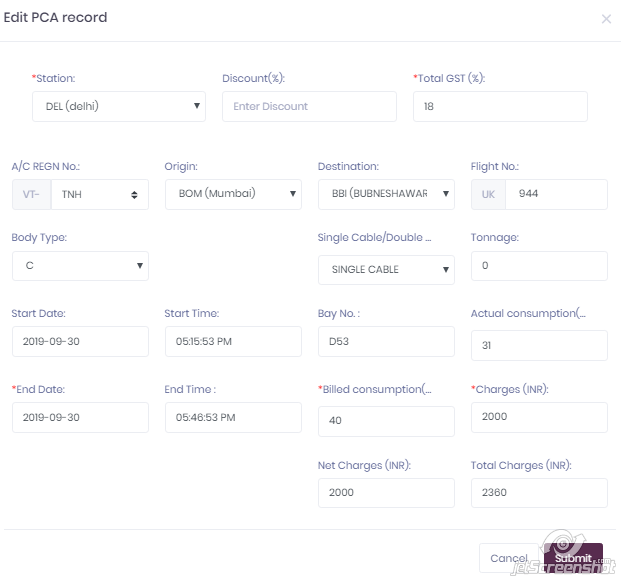 Edit PCA record ×
*Station: Discount(%): *Total GST (%):
DEL (delhi) Enter Discount 18
A/C REGN No.: Origin: Destination: Flight No.:
VT- TNH BOM (Mumbai) BBI (BUBNESHAWAR UK 944
Body Type: Single Cable/Double ... Tonnage:
C SINGLE CABLE 0
Start Date: Start Time: Bay No. : Actual consumption(...
2019-09-30 05:15:53 PM D53 31
*End Date: End Time : *Billed consumption(... *Charges (INR):
2019-09-30 05:46:53 PM 40 2000
Net Charges (INR): Total Charges (INR):
2000 2360
Cancel Submit
jetScreenshot .com